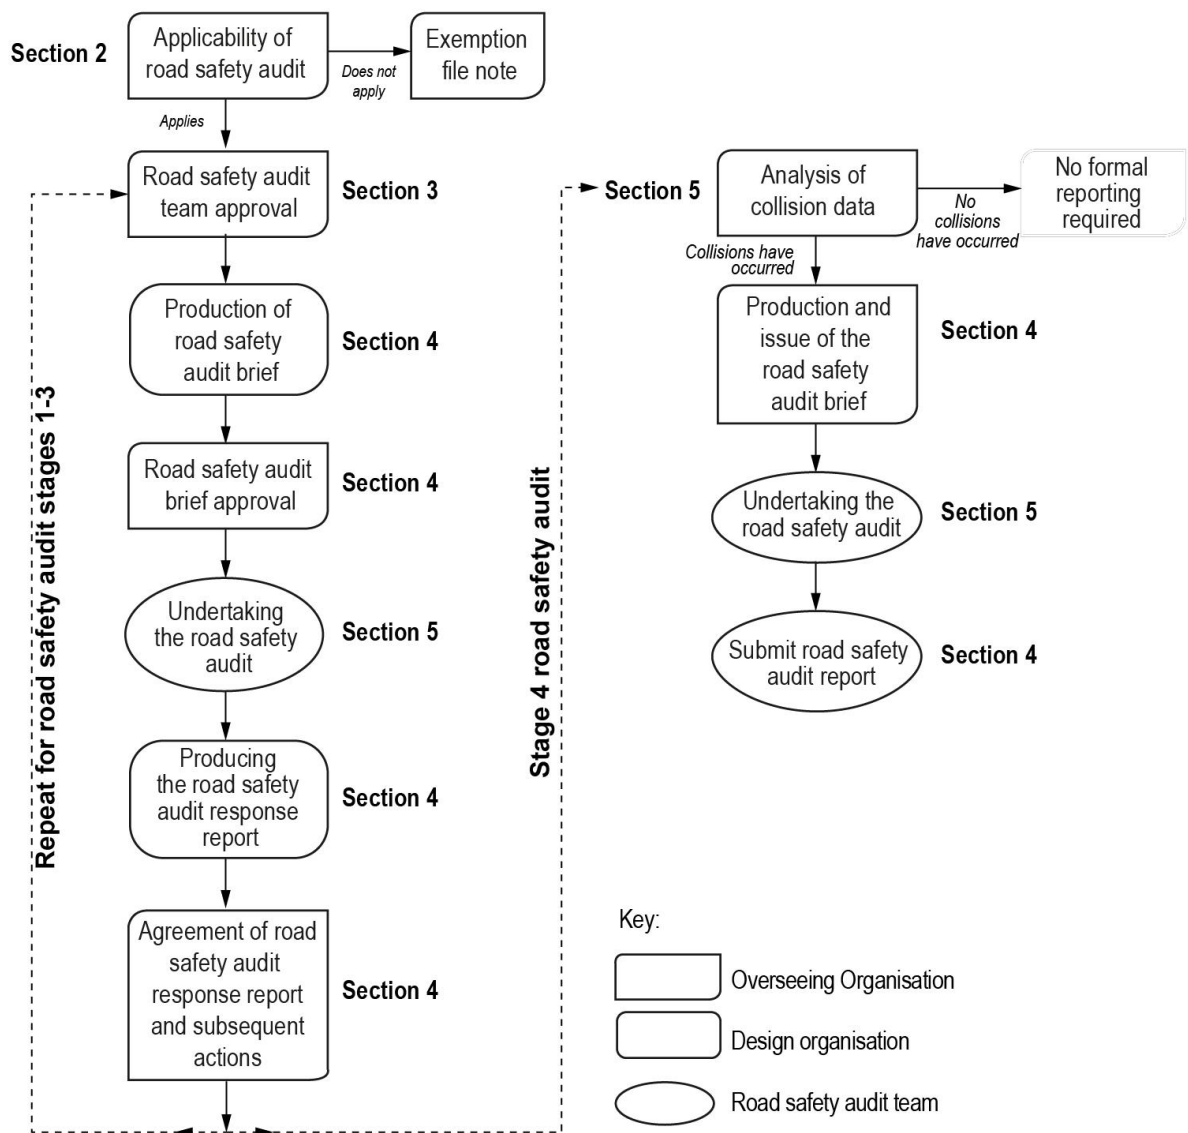 Section 2
Applicability of
road safety audit
Does not
apply
Exemption
file note
Applies
Road safety audit
team approval
Section 3
Production of
road safety
audit brief
Section 4
Road safety audit
brief approval
Section 4
Undertaking
the road safety
audit
Section 5
Producing
the road safety
audit response
report
Section 4
Agreement of road
safety audit
response report
and subsequent
actions
Section 4
Repeat for road safety audit stages 1-3
Stage 4 road safety audit
Section 5
Analysis of
collision data
No
collisions
have occurred
No formal
reporting
required
Collisions have
occurred
Production and
issue of the
road safety
audit brief
Section 4
Undertaking the
road safety audit
Section 5
Submit road safety
audit report
Section 4
Key:
Overseeing Organisation
Design organisation
Road safety audit team